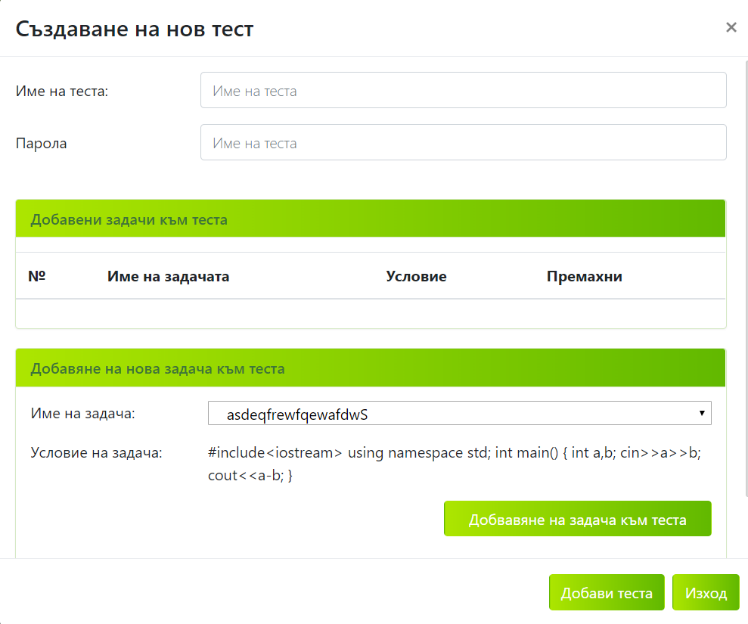 Създаване на нов тест ×
Име на теста: Име на теста
Парола Име на теста
Добавени задачи към теста
№ Име на задачата Условие Премахни
Добавяне на нова задача към теста
Име на задача: asdeqfrewfqewafdwS
Условие на задача: #include<iostream> using namespace std; int main() { int a,b; cin>>a>>b;
cout<<a-b; }
Добвавяне на задача към теста
Добави теста Изход